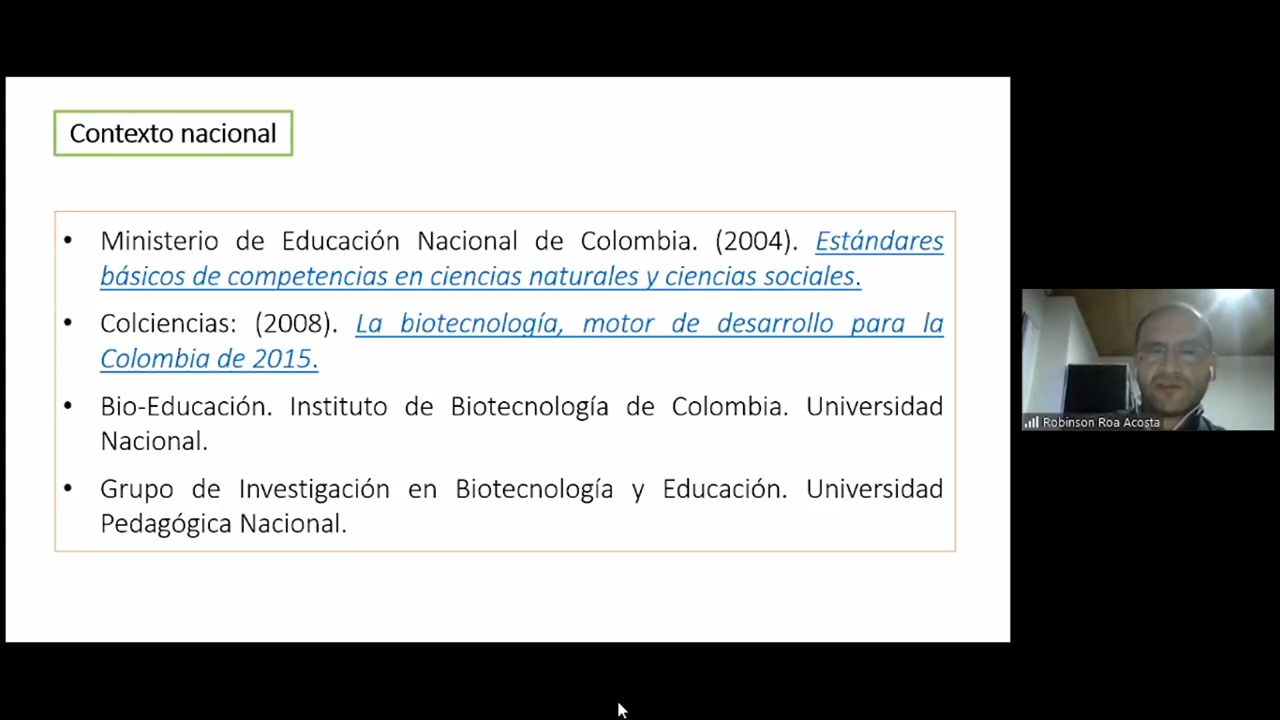 Contexto nacional
• Ministerio de Educación Nacional de Colombia. (2004). Estándares
básicos de competencias en ciencias naturales y ciencias sociales.
• Colciencias: (2008). La biotecnología, motor de desarrollo para la
Colombia de 2015.
• Bio-Educación. Instituto de Biotecnología de Colombia. Universidad
Nacional.
• Grupo de Investigación en Biotecnología y Educación. Universidad
Pedagógica Nacional.
Robinson Roa Acosta